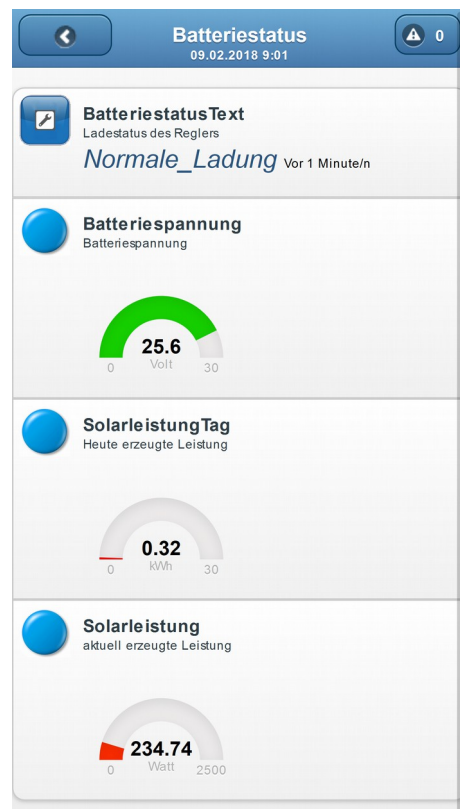 Batteriestatus
09.02.2018 9:01
0
BatteriestatusText
Ladestatus des Reglers
Normale_Ladung Vor 1 Minute/n
Batteriespannung
Batteriespannung
25.6
Volt
0 30
SolarleistungTag
Heute erzeugte Leistung
0.32
kWh
0 30
Solarleistung
aktuell erzeugte Leistung
234.74
Watt
0 2500